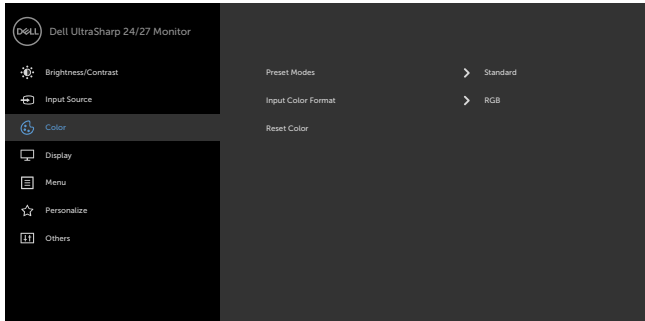 DELL Dell UltraSharp 24/27 Monitor
Brightness/Contrast
Preset Modes Standard
Input Source
Input Color Format RGB
Color
Reset Color
Display
Menu
Personalize
Others